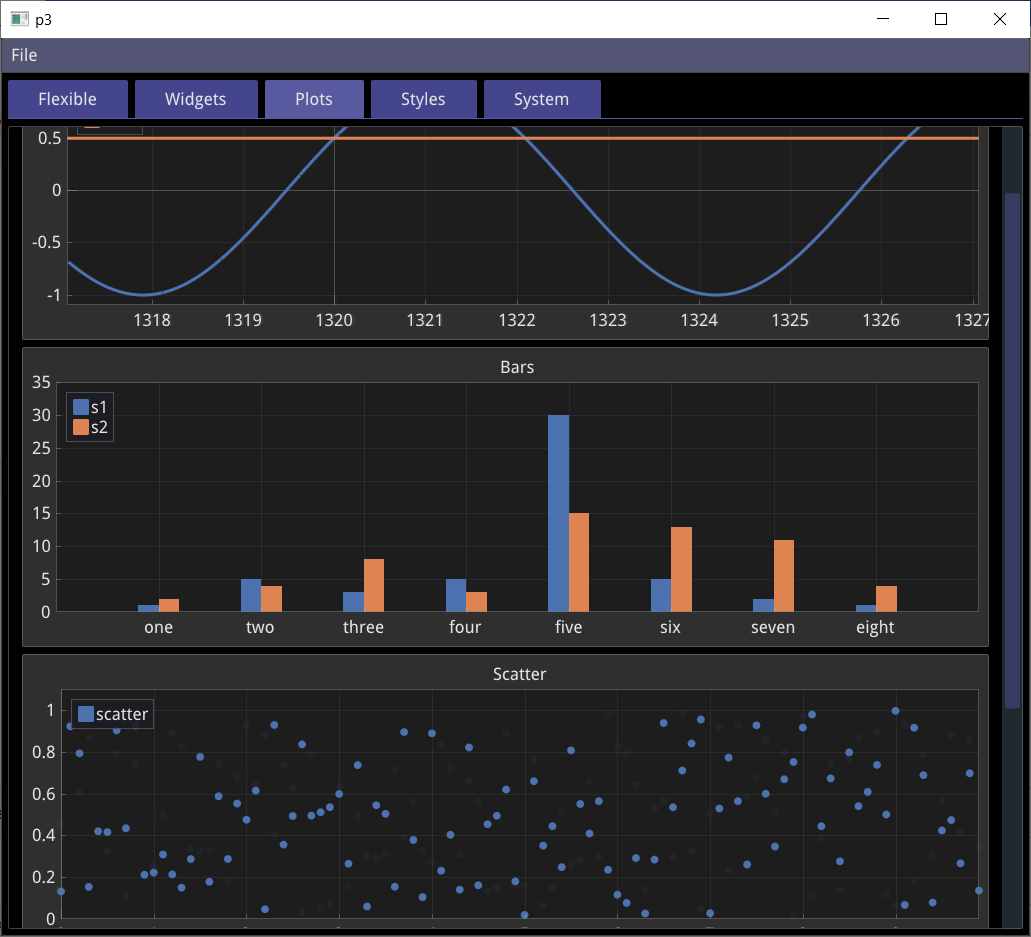 p3
File
Flexible Widgets Plots Styles System
0.5
0
-0.5
-1
1318 1319 1320 1321 1322 1323 1324 1325 1326 1327
Bars
35
30
25
20
15
10
5
0
s1
s2
one two three four five six seven eight
Scatter
1
0.8
0.6
0.4
0.2
0
scatter